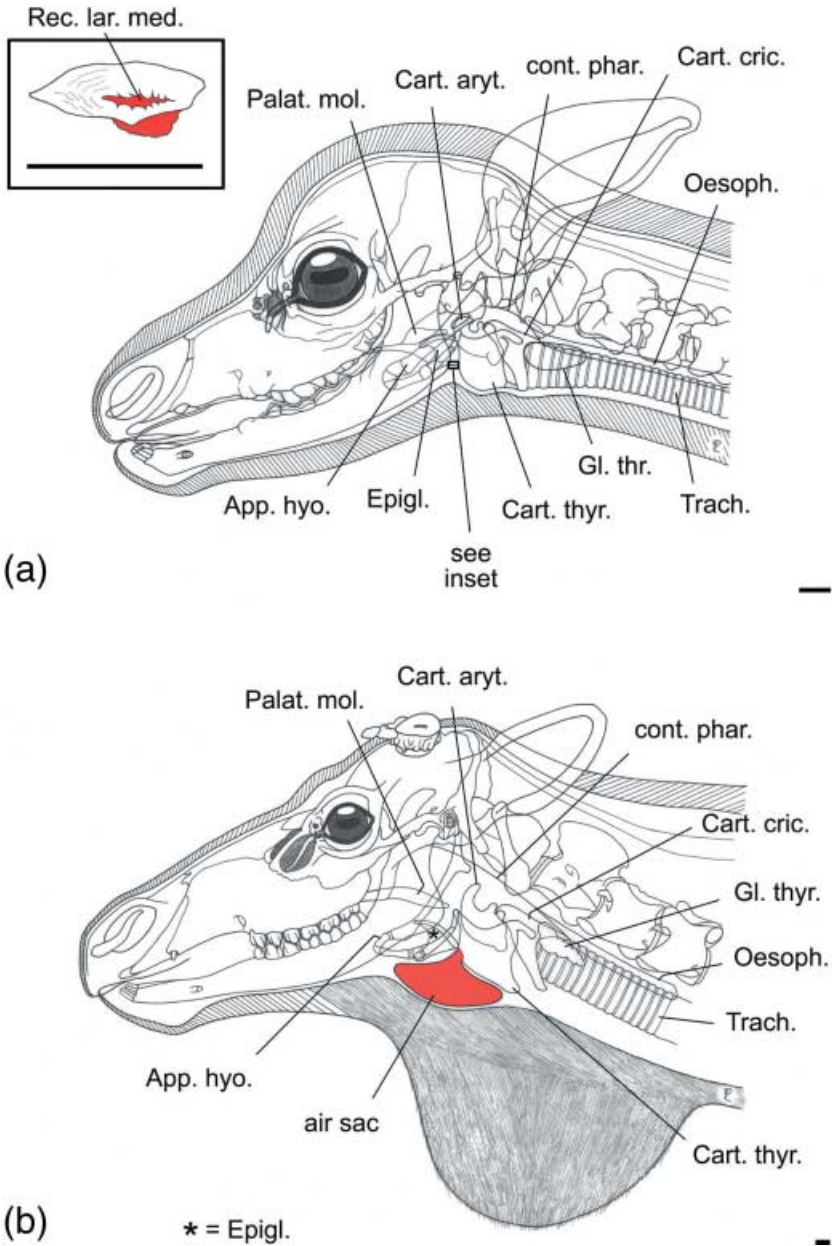 Rec. lar. med.
Palat. mol.
Cart. aryt.
cont. phar.
Cart. cric.
Oesoph.
App. hyo.
Epigl.
see
inset
Cart. thyr.
Gl. thr.
Trach.
(a)
Palat. mol.
Cart. aryt.
cont. phar.
Cart. cric.
Gl. thyr.
Oesoph.
Trach.
App. hyo.
air sac
Cart. thyr.
(b)
* = Epigl.